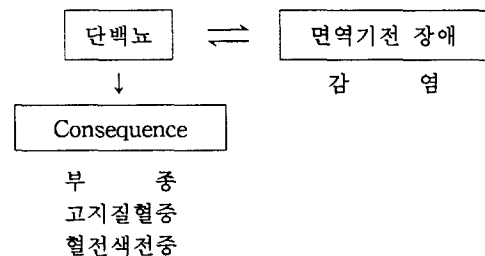 단백뇨 ⇌ 면역기전 장애
↓ 감 염
Consequence
부 종
고지질혈증
혈전색전증